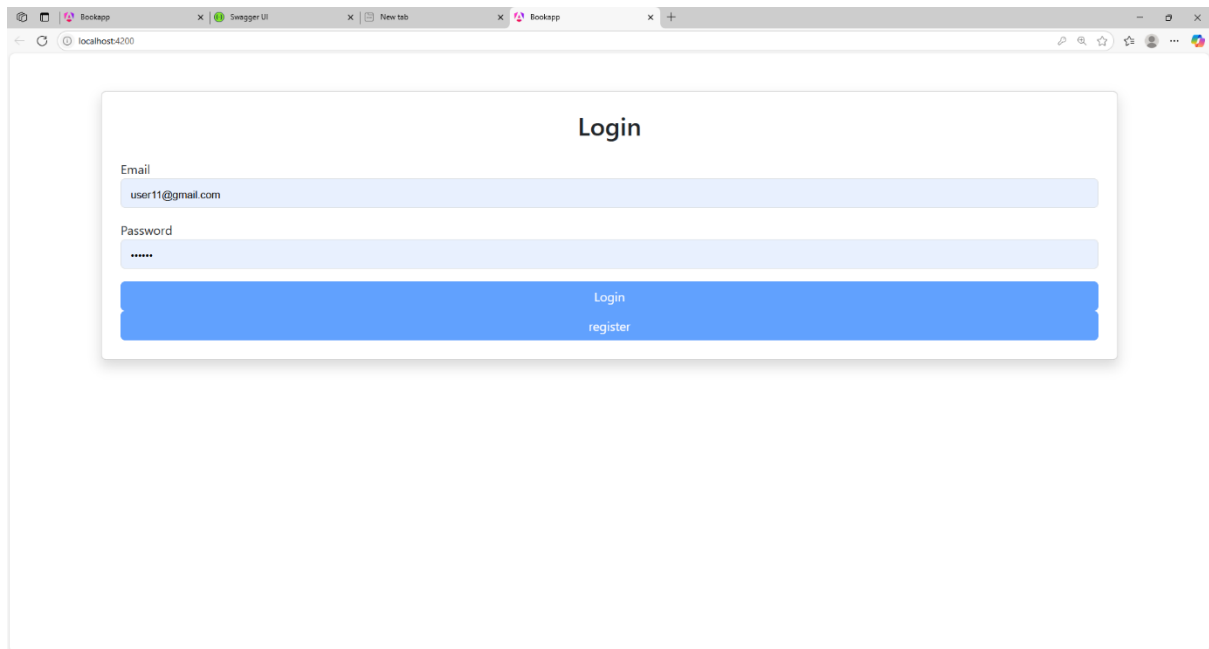 Bookapp Swagger UI New tab Bookapp
localhost:4200
Login
Email
user11@gmail.com
Password
••••••
Login
register